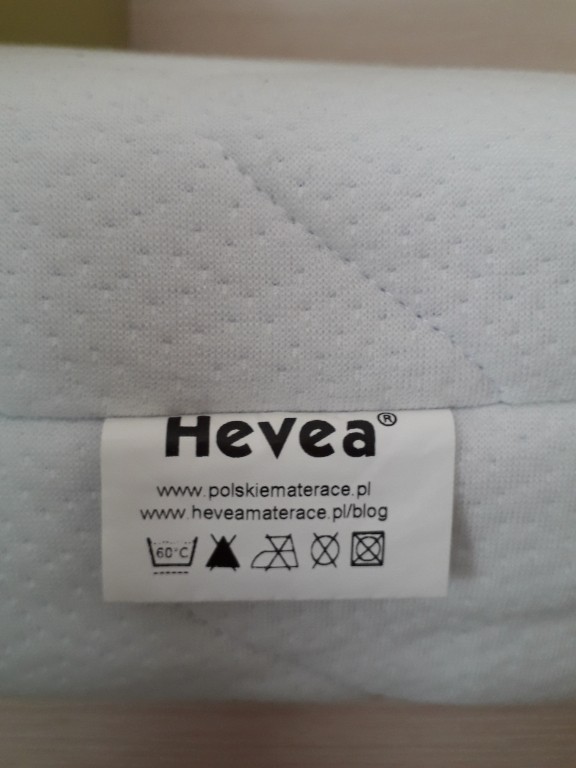 Hevea®
www.polskiematerace.pl
www.heveamaterace.pl/blog
60°C